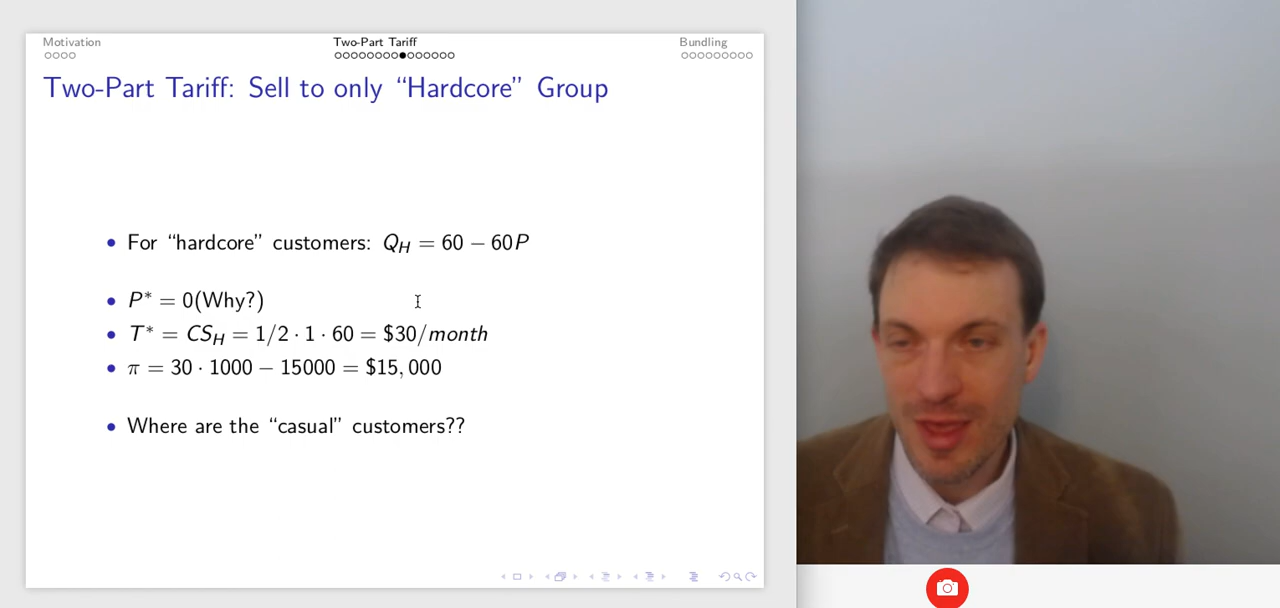 Motivation
Two-Part Tariff
Bundling
Two-Part Tariff: Sell to only “Hardcore” Group
• For “hardcore” customers: Q_H = 60 − 60P
• P* = 0(Why?)
• T* = CS_H = 1/2 · 1 · 60 = $30/month
• π = 30 · 1000 − 15000 = $15, 000
• Where are the “casual” customers??